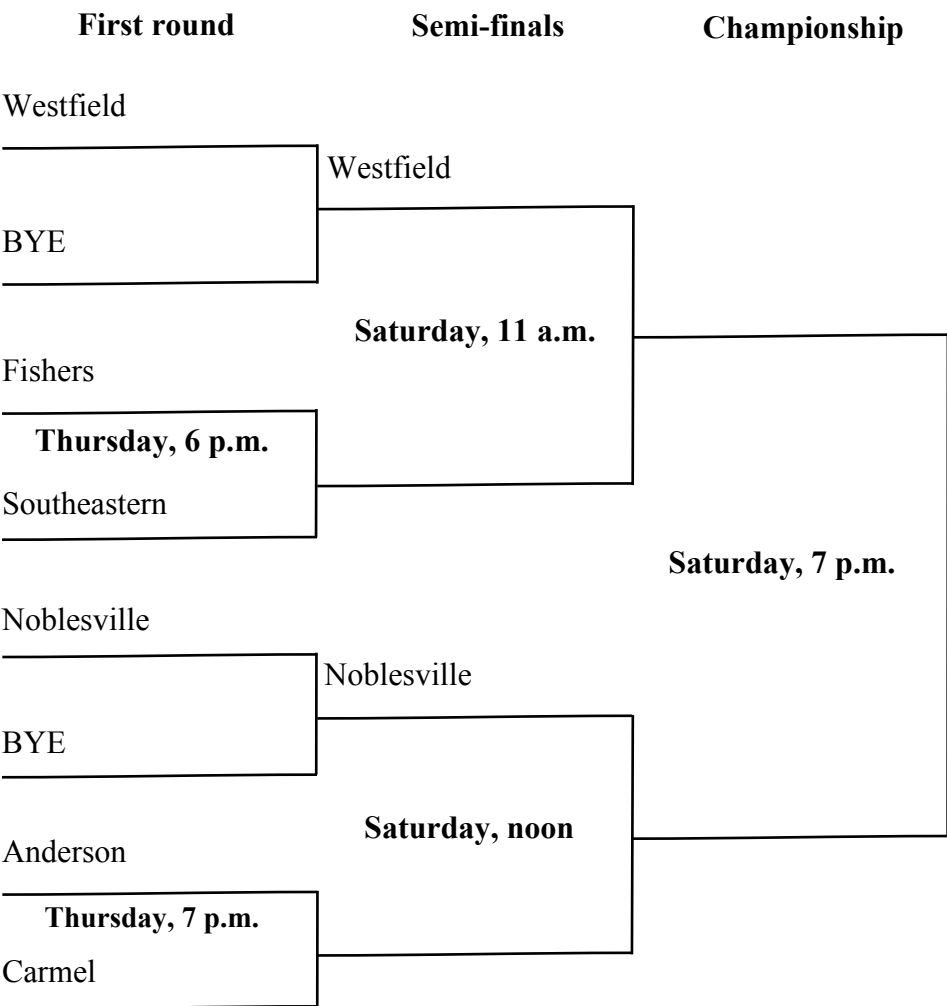 First round
Semi-finals
Championship
Westfield
Westfield
BYE
Saturday, 11 a.m.
Fishers
Thursday, 6 p.m.
Southeastern
Saturday, 7 p.m.
Noblesville
Noblesville
BYE
Saturday, noon
Anderson
Thursday, 7 p.m.
Carmel